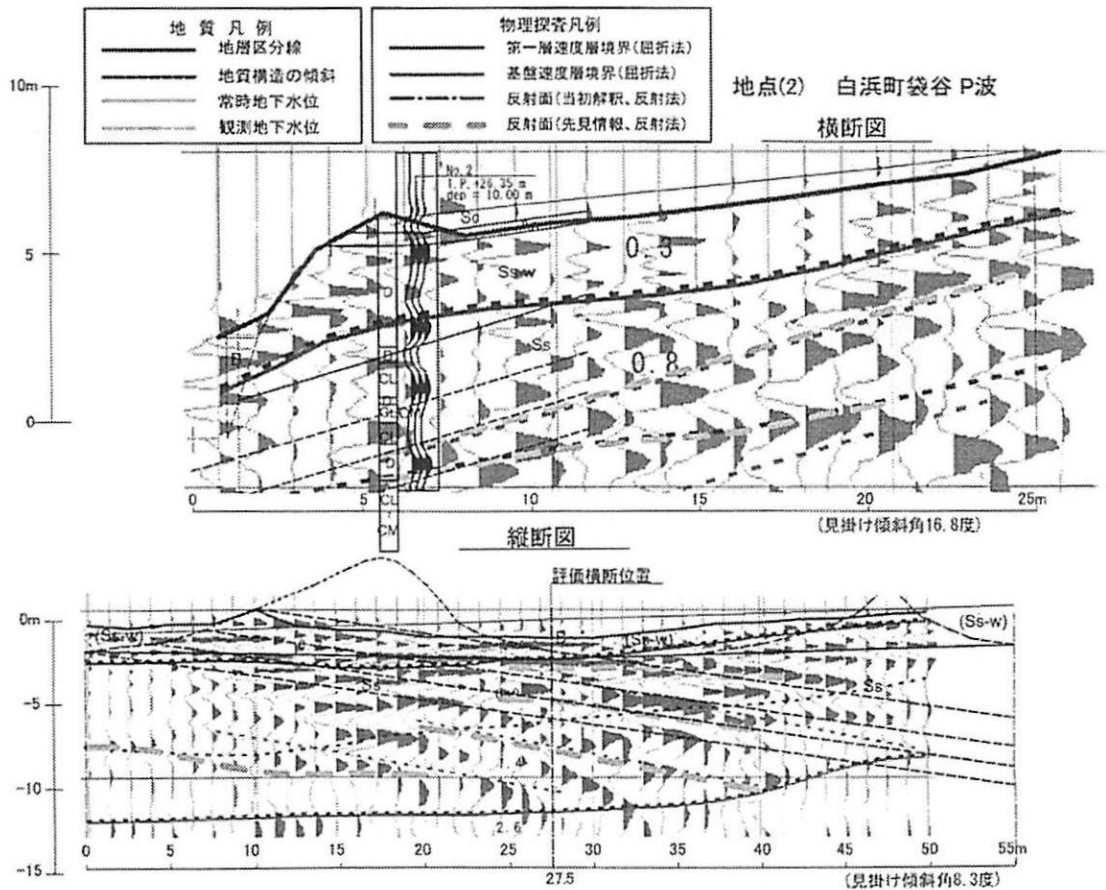 地質凡例
地層区分線
地質構造の傾斜
常時地下水位
観測地下水位
物理探査凡例
第一層速度層境界(屈折法)
基盤速度層境界(屈折法)
反射面(当初解釈、反射法)
反射面(先見情報、反射法)
地点(2) 白浜町袋谷 P波
横断図
10m
5
0
No.2
T.P.+26.35 m
dep = 10.00 m
Sd
0.3
Ss-w
D
Ss
0.8
CL
D
CL
CM
0 5 10 15 20 25m
(見掛け傾斜角16.8度)
縦断図
評価横断位置
0m
-5
-10
-15
(Ss-w)
(Ss-w)
(Ss-w)
Ss
Ss
2.6
0 5 10 15 20 25 30 35 40 45 50 55m
27.5
(見掛け傾斜角8.3度)